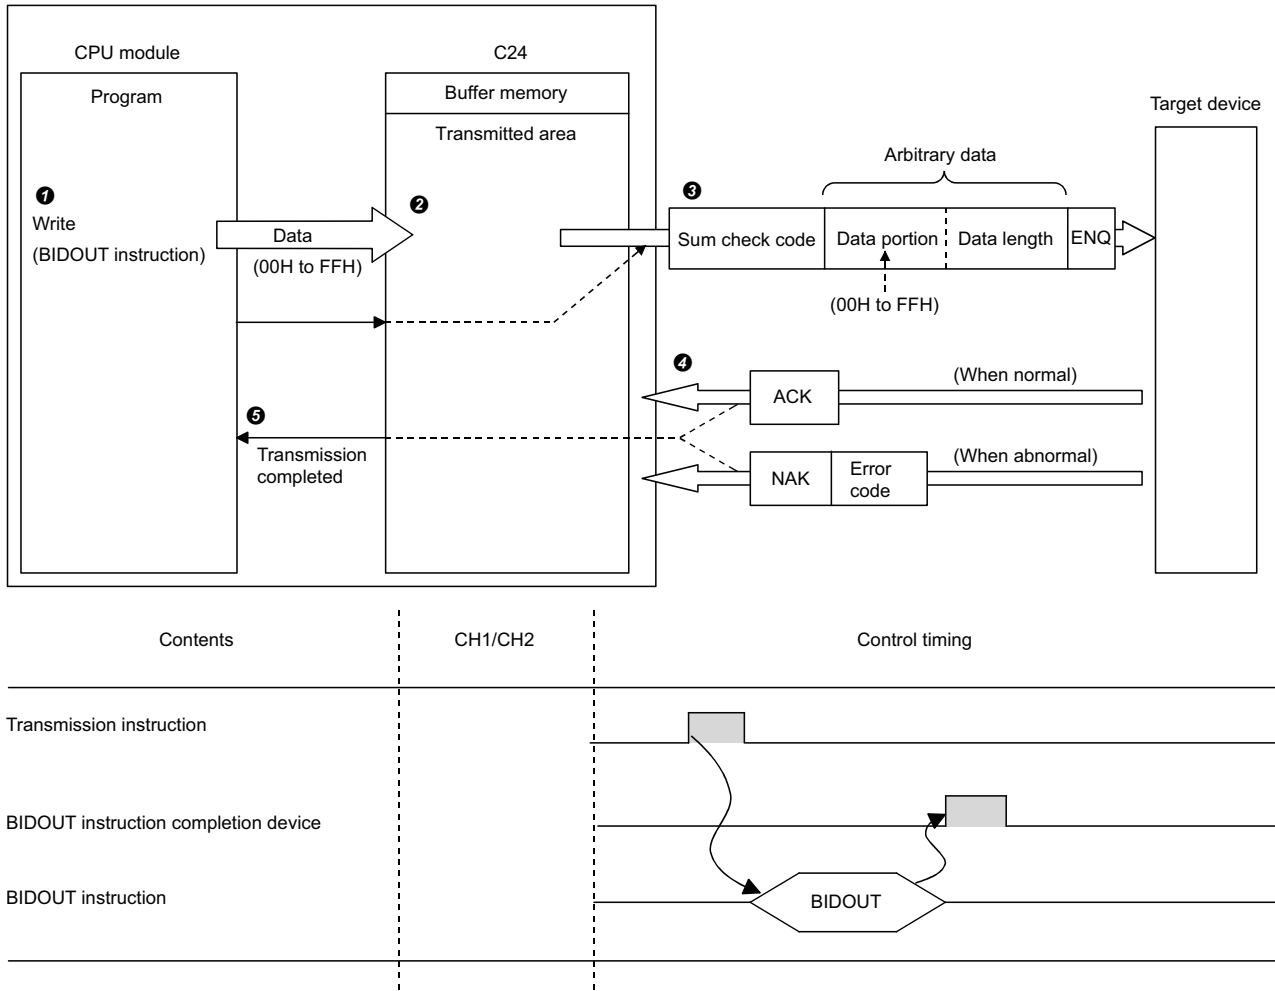 CPU module
C24
Program
Buffer memory
Transmitted area
Target device
Arbitrary data
❶
Write
(BIDOUT instruction)
Data
(00H to FFH)
❷
❸
Sum check code
Data portion
Data length
ENQ
(00H to FFH)
❹
ACK
(When normal)
❺
Transmission
completed
NAK
Error
code
(When abnormal)
Contents
CH1/CH2
Control timing
Transmission instruction
BIDOUT instruction completion device
BIDOUT instruction
BIDOUT